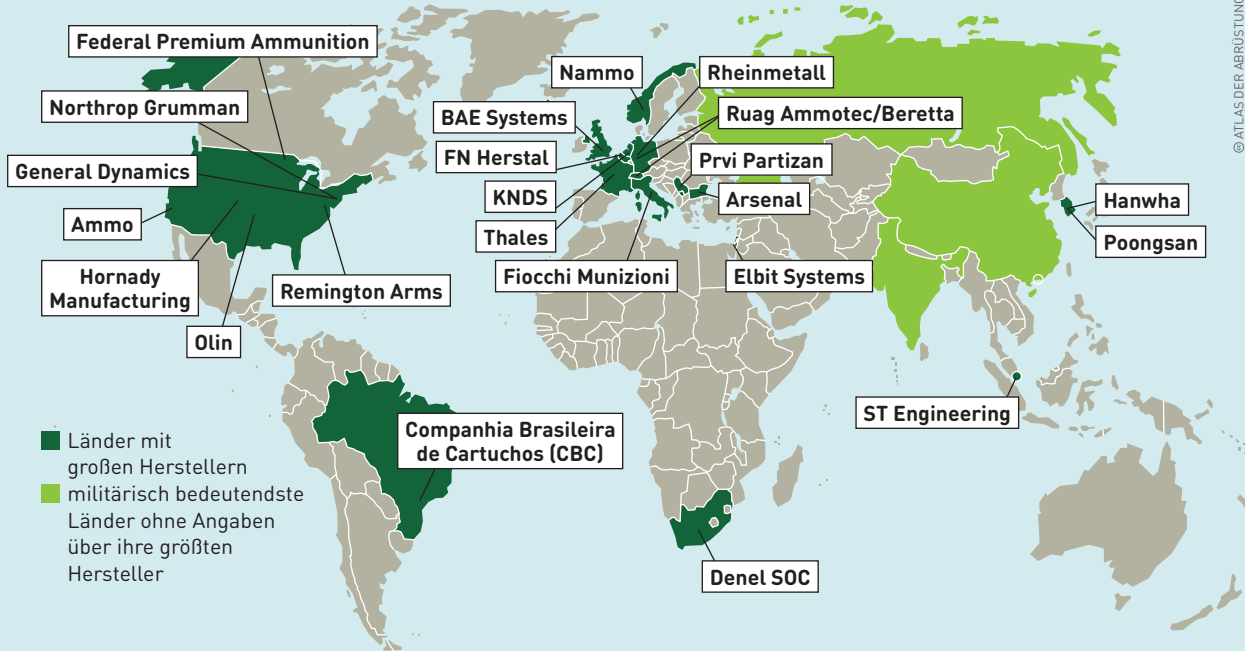 Federal Premium Ammunition
Northrop Grumman
General Dynamics
Ammo
Hornady
Manufacturing
Olin
Remington Arms
Nammo
BAE Systems
FN Herstal
KNDS
Thales
Fiocchi Munizioni
Rheinmetall
Ruag Ammotec/Beretta
Prvi Partizan
Arsenal
Elbit Systems
Hanwha
Poongsan
ST Engineering
Companhia Brasileira
de Cartuchos (CBC)
Denel SOC
Länder mit
großen Herstellern
militärisch bedeutendste
Länder ohne Angaben
über ihre größten
Hersteller
© ATLAS DER ABRÜSTUNG